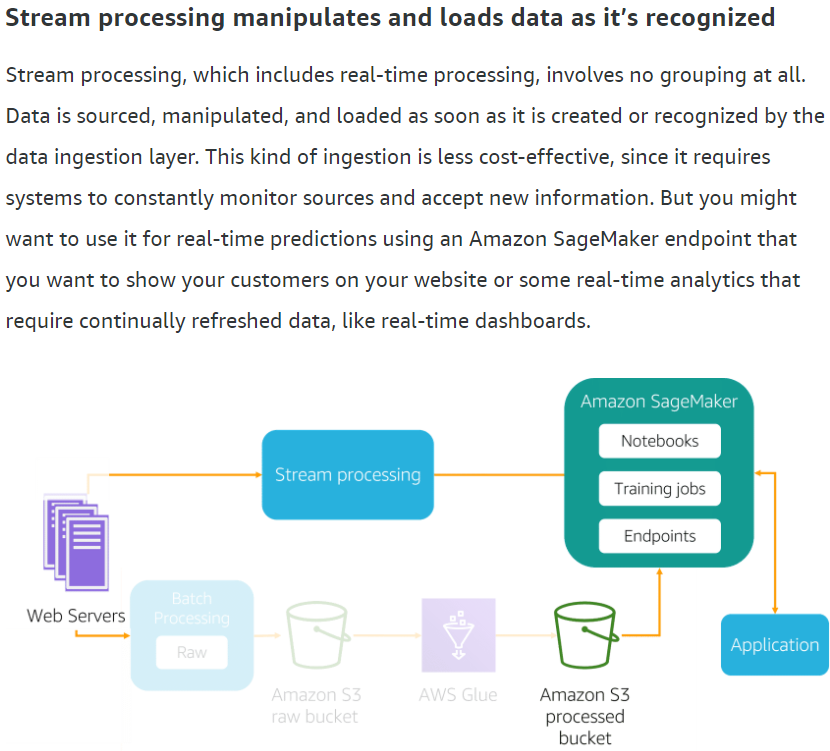 Stream processing manipulates and loads data as it’s recognized
Stream processing, which includes real-time processing, involves no grouping at all.
Data is sourced, manipulated, and loaded as soon as it is created or recognized by the
data ingestion layer. This kind of ingestion is less cost-effective, since it requires
systems to constantly monitor sources and accept new information. But you might
want to use it for real-time predictions using an Amazon SageMaker endpoint that
you want to show your customers on your website or some real-time analytics that
require continually refreshed data, like real-time dashboards.
Amazon SageMaker
Notebooks
Stream processing
Training jobs
Endpoints
Web Servers
Batch
Processing
Raw
Application
Amazon S3
raw bucket
AWS Glue
Amazon S3
processed
bucket